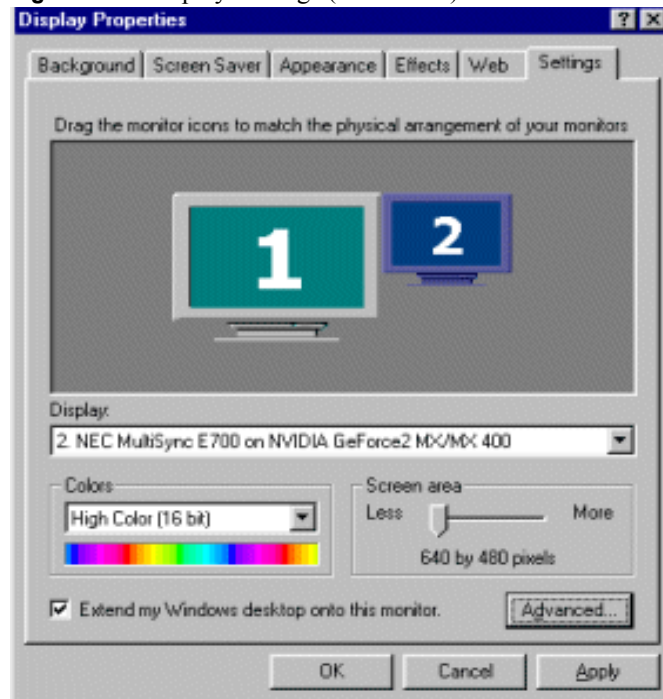 Display Properties
Background Screen Saver Appearance Effects Web Settings
Drag the monitor icons to match the physical arrangement of your monitors
1 2
Display:
2. NEC MultiSync E700 on NVIDIA GeForce2 MX/MX 400
Colors Screen area
High Color (16 bit) Less More
640 by 480 pixels
Extend my Windows desktop onto this monitor. Advanced...
OK Cancel Apply